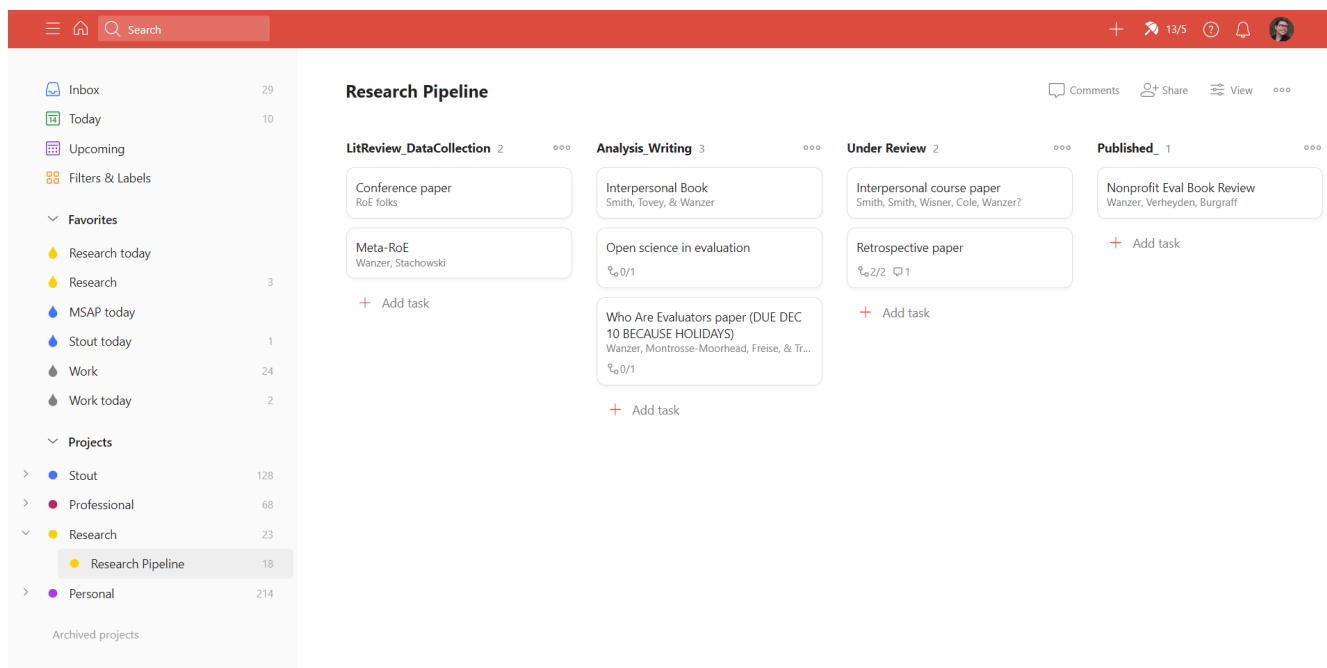 Search
13/5
Inbox 29
14 Today 10
Upcoming
Filters & Labels
Favorites
Research today
Research 3
MSAP today
Stout today 1
Work 24
Work today 2
Projects
Stout 128
Professional 68
Research 23
Research Pipeline 18
Personal 214
Archived projects
Research Pipeline
Comments Share View
LitReview_DataCollection 2
Conference paper
RoE folks
Meta-RoE
Wanzer, Stachowski
Add task
Analysis_Writing 3
Interpersonal Book
Smith, Tovey, & Wanzer
Open science in evaluation
0/1
Who Are Evaluators paper (DUE DEC
10 BECAUSE HOLIDAYS)
Wanzer, Montrosse-Moorhead, Freise, & Tr...
0/1
Add task
Under Review 2
Interpersonal course paper
Smith, Smith, Wisner, Cole, Wanzer?
Retrospective paper
2/2 1
Add task
Published_ 1
Nonprofit Eval Book Review
Wanzer, Verheyden, Burgraff
Add task